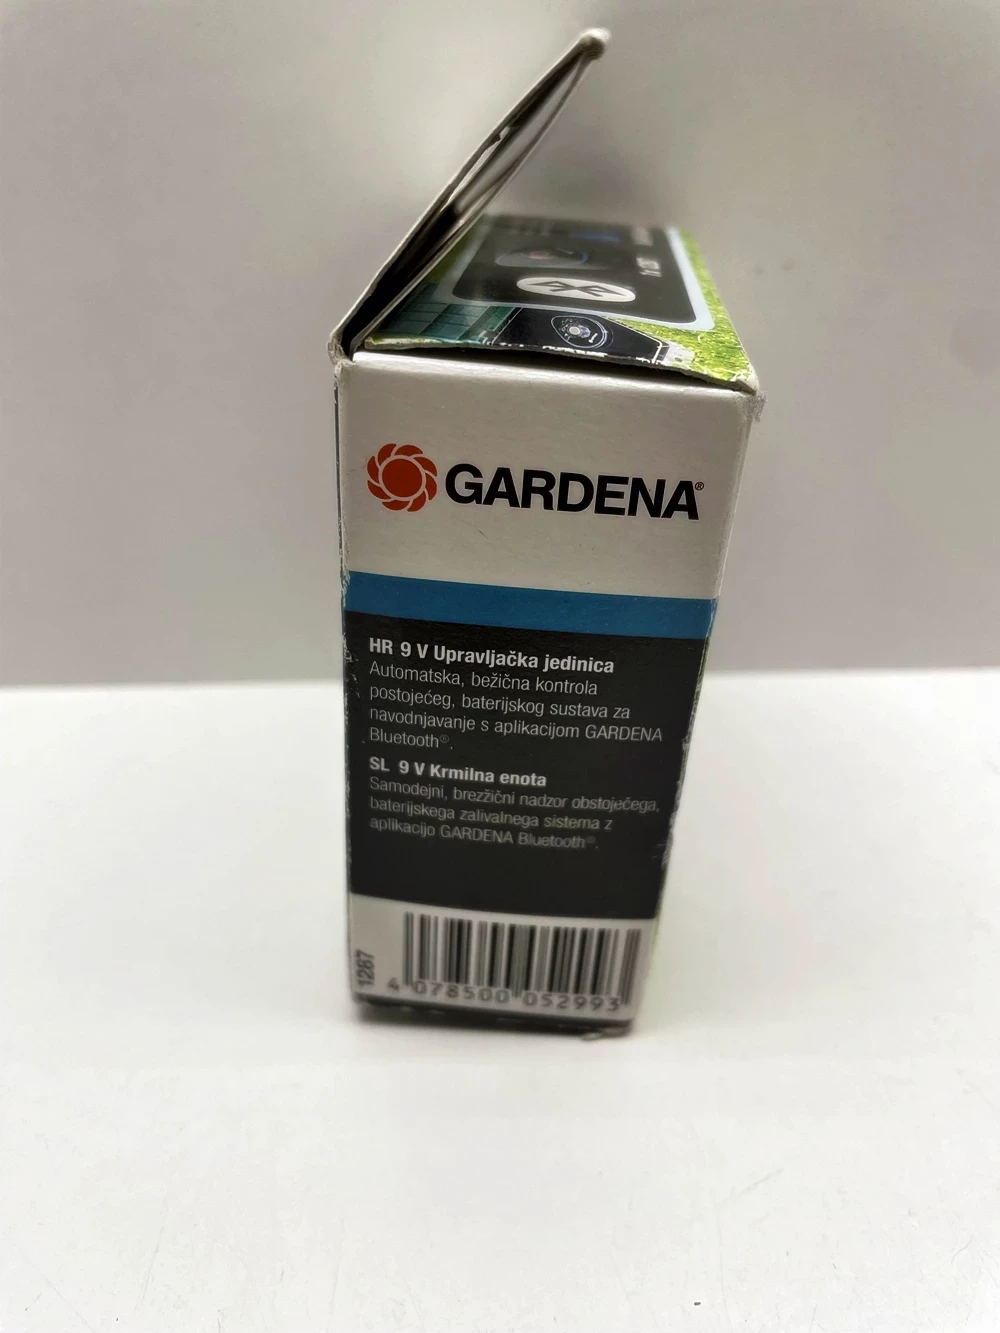 GARDENA®
HR 9 V Upravljačka jedinica
Automatska, bežična kontrola
postojećeg, baterijskog sustava za
navodnjavanje s aplikacijom GARDENA
Bluetooth®.
SL 9 V Krmilna enota
Samodejni, brezžični nadzor obstoječega,
baterijskega zalivalnega sistema z
aplikacijo GARDENA Bluetooth®.
1287
4 078500 052993